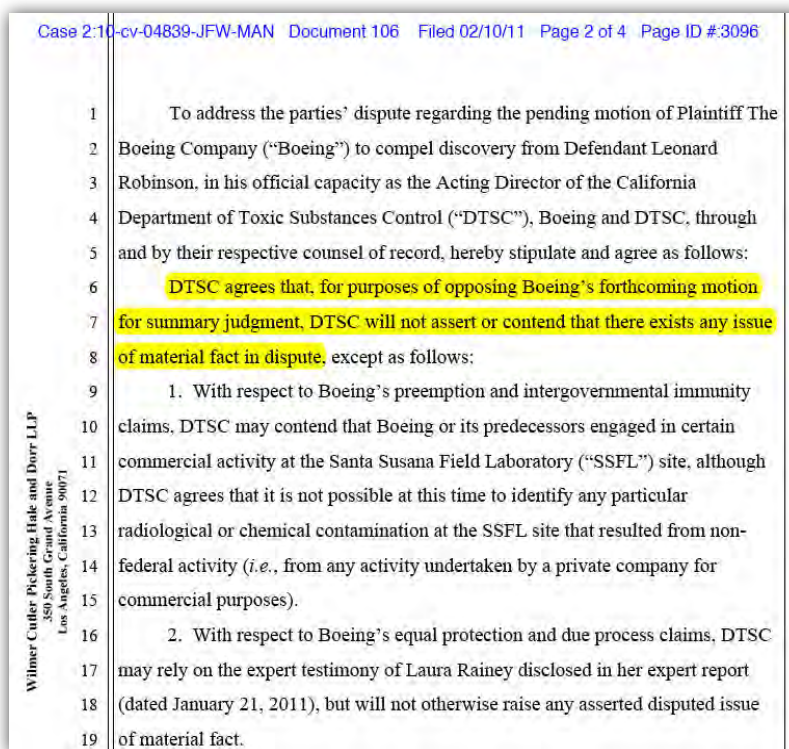 Case 2:10-cv-04839-JFW-MAN Document 106 Filed 02/10/11 Page 2 of 4 Page ID #:3096
1 To address the parties’ dispute regarding the pending motion of Plaintiff The
2 Boeing Company (“Boeing”) to compel discovery from Defendant Leonard
3 Robinson, in his official capacity as the Acting Director of the California
4 Department of Toxic Substances Control (“DTSC”), Boeing and DTSC, through
5 and by their respective counsel of record, hereby stipulate and agree as follows:
6 DTSC agrees that, for purposes of opposing Boeing’s forthcoming motion
7 for summary judgment, DTSC will not assert or contend that there exists any issue
8 of material fact in dispute, except as follows:
9 1. With respect to Boeing’s preemption and intergovernmental immunity
10 claims, DTSC may contend that Boeing or its predecessors engaged in certain
11 commercial activity at the Santa Susana Field Laboratory (“SSFL”) site, although
12 DTSC agrees that it is not possible at this time to identify any particular
13 radiological or chemical contamination at the SSFL site that resulted from non-
14 federal activity (i.e., from any activity undertaken by a private company for
15 commercial purposes).
16 2. With respect to Boeing’s equal protection and due process claims, DTSC
17 may rely on the expert testimony of Laura Rainey disclosed in her expert report
18 (dated January 21, 2011), but will not otherwise raise any asserted disputed issue
19 of material fact.
Wilmer Cutler Pickering Hale and Dorr LLP
350 South Grand Avenue
Los Angeles, California 90071